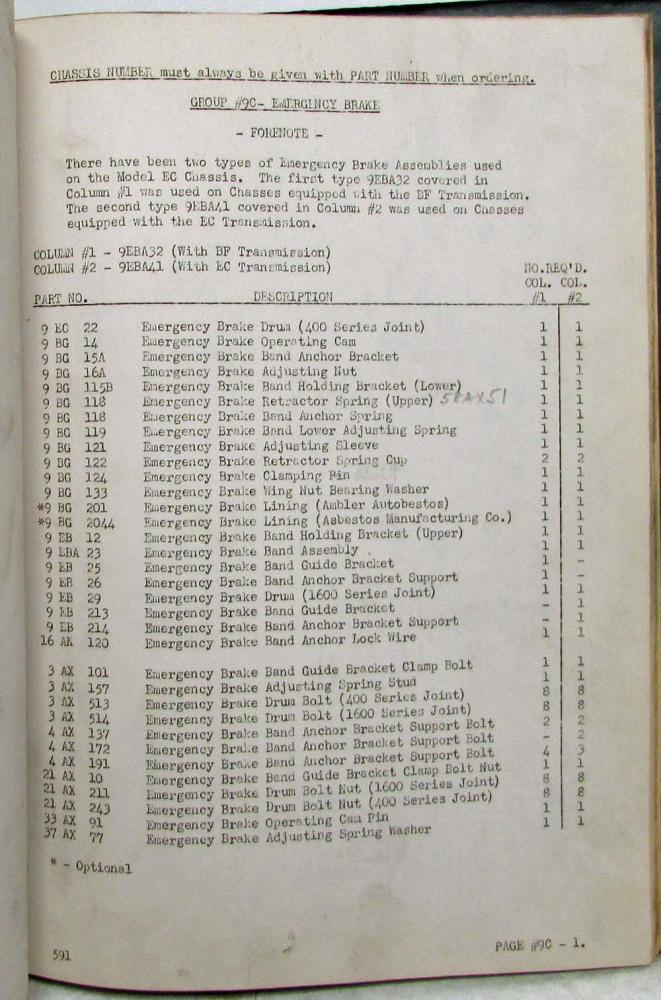 CHASSIS NUMBER must always be given with PART NUMBER when ordering.
GROUP #9C- EMERGINCY BRAKE
- FORENOTE -
There have been two types of Emergency Brake Assemblies used
on the Model EC Chassis. The first type 9EBA32 covered in
Column #1 was used on Chasses equipped with the BF Transmission.
The second type 9EBA41 covered in Column #2 was used on Chasses
equipped with the EC Transmission.
COLUMN #1 - 9EBA32 (With BF Transmission)
COLUMN #2 - 9EBA41 (With EC Transmission)
NO.REQ'D.
COL. COL.
PART NO. DESCRIPTION #1 #2
9 EC 22 Emergency Brake Drum (400 Series Joint) 1 1
9 BG 14 Emergency Brake Operating Cam 1 1
9 BG 15A Emergency Brake Band Anchor Bracket 1 1
9 BG 16A Emergency Brake Adjusting Nut 1 1
9 BG 115B Emergency Brake Band Holding Bracket (Lower) 1 1
9 BG 118 Emergency Brake Retractor Spring (Upper) 1 1
9 BG 118 Emergency Brake Band Anchor Spring 1 1
9 BG 119 Emergency Brake Band Lower Adjusting Spring 1 1
9 BG 121 Emergency Brake Adjusting Sleeve 1 1
9 BG 122 Emergency Brake Retractor Spring Cup 2 2
9 BG 124 Emergency Brake Clamping Pin 1 1
9 BG 133 Emergency Brake Wing Nut Bearing Washer 1 1
*9 BG 201 Emergency Brake Lining (Ambler Autobestos) 1 1
*9 BG 2044 Emergency Brake Lining (Asbestos Manufacturing Co.) 1 1
9 EB 12 Emergency Brake Band Holding Bracket (Upper) 1 1
9 EBA 23 Emergency Brake Band Assembly . 1 1
9 EB 25 Emergency Brake Band Guide Bracket 1 -
9 EB 26 Emergency Brake Band Anchor Bracket Support 1 -
9 EB 29 Emergency Brake Drum (1600 Series Joint) 1 1
9 EB 213 Emergency Brake Band Guide Bracket - 1
9 EB 214 Emergency Brake Band Anchor Bracket Support - 1
16 AK 120 Emergency Brake Band Anchor Lock Wire 1 1
3 AX 101 Emergency Brake Band Guide Bracket Clamp Bolt 1 1
3 AX 157 Emergency Brake Adjusting Spring Stud 1 1
3 AX 513 Emergency Brake Drum Bolt (400 Series Joint) 8 8
3 AX 514 Emergency Brake Drum Bolt (1600 Series Joint) 8 8
4 AX 137 Emergency Brake Band Anchor Bracket Support Bolt 2 2
4 AX 172 Emergency Brake Band Anchor Bracket Support Bolt - 2
4 AX 191 Emergency Brake Band Anchor Bracket Support Bolt 4 3
21 AX 10 Emergency Brake Band Guide Bracket Clamp Bolt Nut 1 1
21 AX 211 Emergency Brake Drum Bolt Nut (1600 Series Joint) 8 8
21 AX 243 Emergency Brake Drum Bolt Nut (400 Series Joint) 8 8
33 AX 91 Emergency Brake Operating Cam Pin 1 1
37 AX 77 Emergency Brake Adjusting Spring Washer 1 1
* - Optional
591
PAGE #9C - 1.